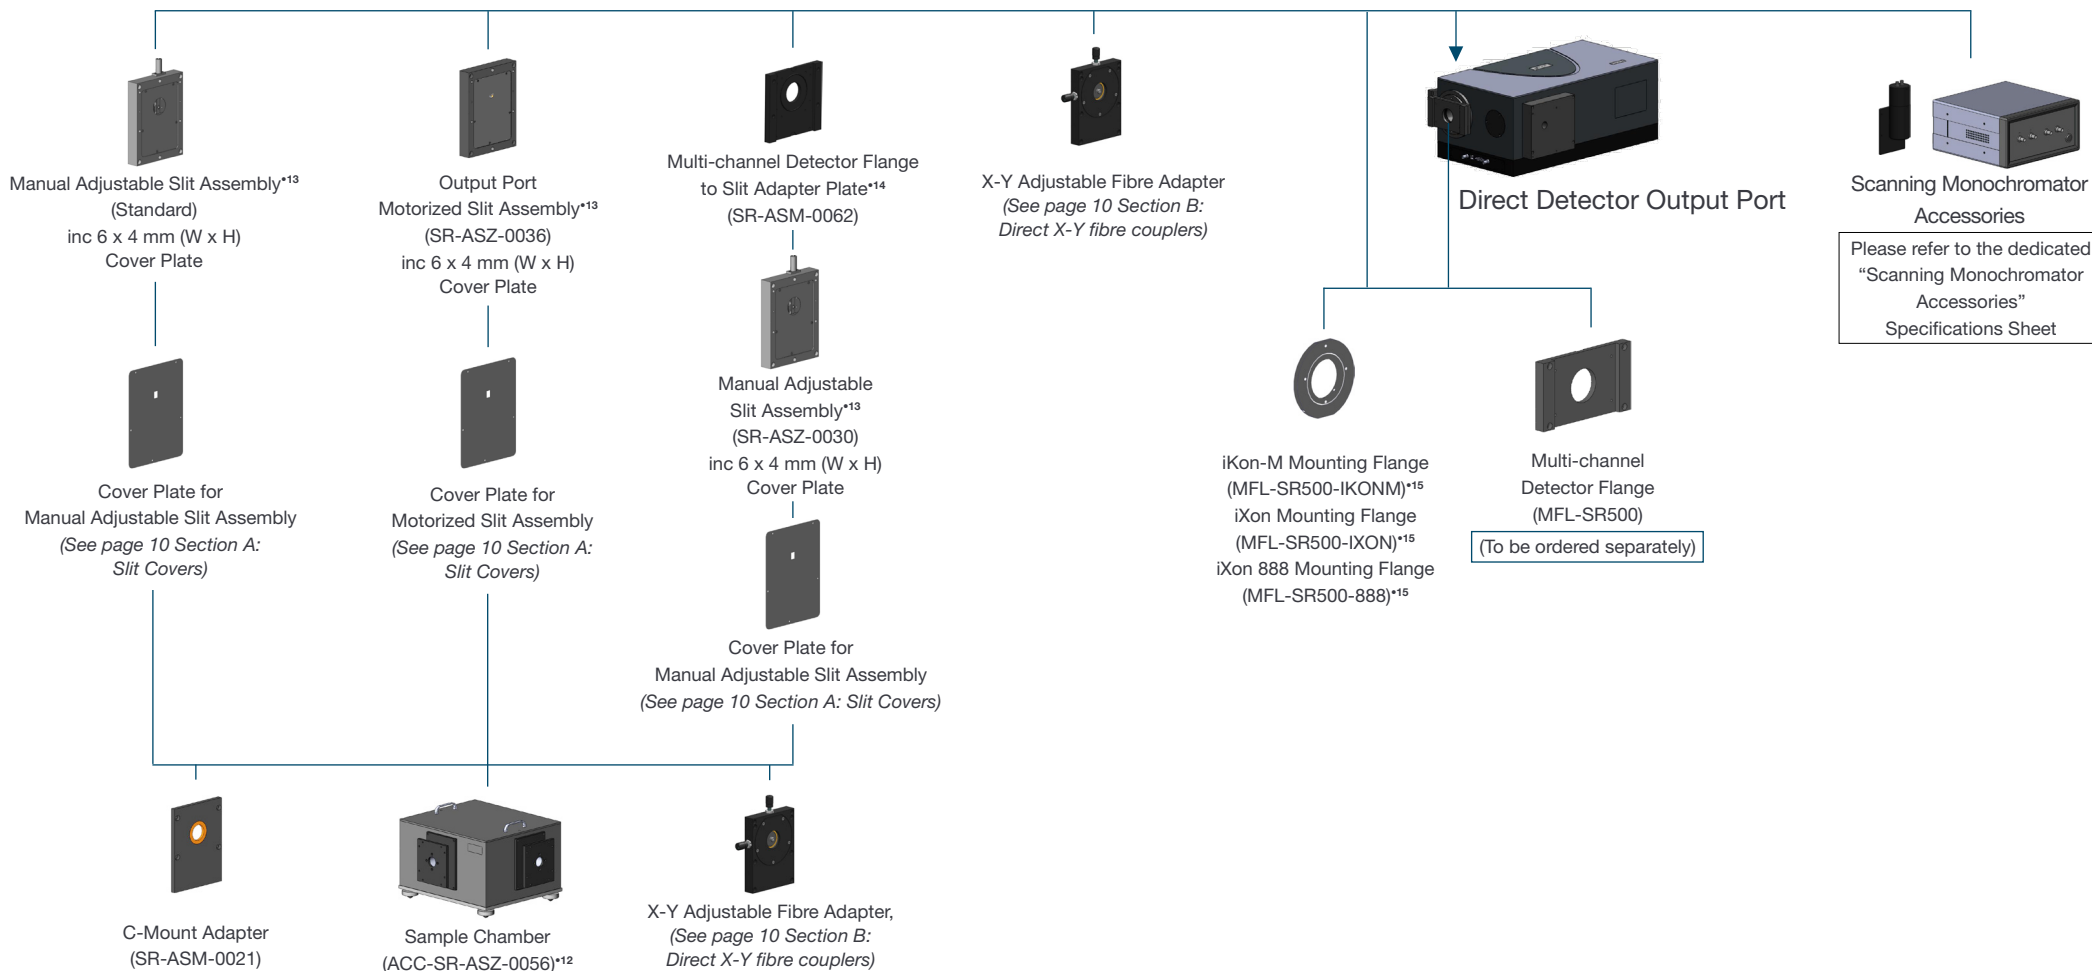 Manual Adjustable Slit Assembly•13
(Standard)
inc 6 x 4 mm (W x H)
Cover Plate
Cover Plate for
Manual Adjustable Slit Assembly
(See page 10 Section A:
Slit Covers)
Output Port
Motorized Slit Assembly•13
(SR-ASZ-0036)
inc 6 x 4 mm (W x H)
Cover Plate
Cover Plate for
Motorized Slit Assembly
(See page 10 Section A:
Slit Covers)
Multi-channel Detector Flange
to Slit Adapter Plate•14
(SR-ASM-0062)
Manual Adjustable
Slit Assembly•13
(SR-ASZ-0030)
inc 6 x 4 mm (W x H)
Cover Plate
Cover Plate for
Manual Adjustable Slit Assembly
(See page 10 Section A: Slit Covers)
X-Y Adjustable Fibre Adapter
(See page 10 Section B:
Direct X-Y fibre couplers)
Direct Detector Output Port
iKon-M Mounting Flange
(MFL-SR500-IKONM)•15
iXon Mounting Flange
(MFL-SR500-IXON)•15
iXon 888 Mounting Flange
(MFL-SR500-888)•15
Multi-channel
Detector Flange
(MFL-SR500)
(To be ordered separately)
Scanning Monochromator
Accessories
Please refer to the dedicated
“Scanning Monochromator
Accessories”
Specifications Sheet
C-Mount Adapter
(SR-ASM-0021)
Sample Chamber
(ACC-SR-ASZ-0056)•12
X-Y Adjustable Fibre Adapter,
(See page 10 Section B:
Direct X-Y fibre couplers)